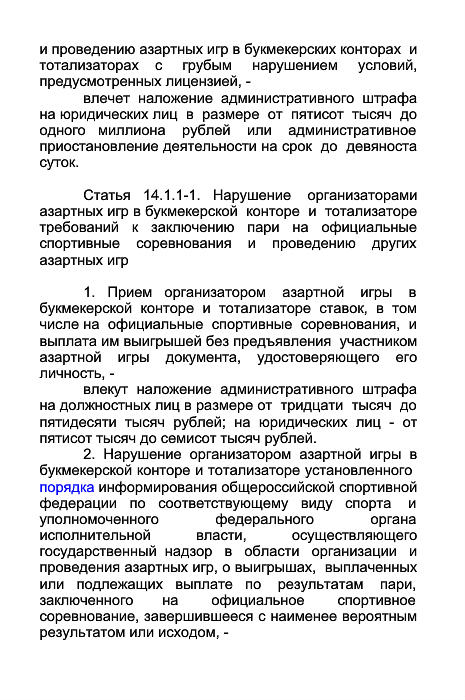 и проведению азартных игр в букмекерских конторах и
тотализаторах с грубым нарушением условий,
предусмотренных лицензией, -
влечет наложение административного штрафа
на юридических лиц в размере от пятисот тысяч до
одного миллиона рублей или административное
приостановление деятельности на срок до девяноста
суток.
Статья 14.1.1-1. Нарушение организаторами
азартных игр в букмекерской конторе и тотализаторе
требований к заключению пари на официальные
спортивные соревнования и проведению других
азартных игр
1. Прием организатором азартной игры в
букмекерской конторе и тотализаторе ставок, в том
числе на официальные спортивные соревнования, и
выплата им выигрышей без предъявления участником
азартной игры документа, удостоверяющего его
личность, -
влекут наложение административного штрафа
на должностных лиц в размере от тридцати тысяч до
пятидесяти тысяч рублей; на юридических лиц - от
пятисот тысяч до семисот тысяч рублей.
2. Нарушение организатором азартной игры в
букмекерской конторе и тотализаторе установленного
порядка информирования общероссийской спортивной
федерации по соответствующему виду спорта и
уполномоченного федерального органа
исполнительной власти, осуществляющего
государственный надзор в области организации и
проведения азартных игр, о выигрышах, выплаченных
или подлежащих выплате по результатам пари,
заключенного на официальное спортивное
соревнование, завершившееся с наименее вероятным
результатом или исходом, -